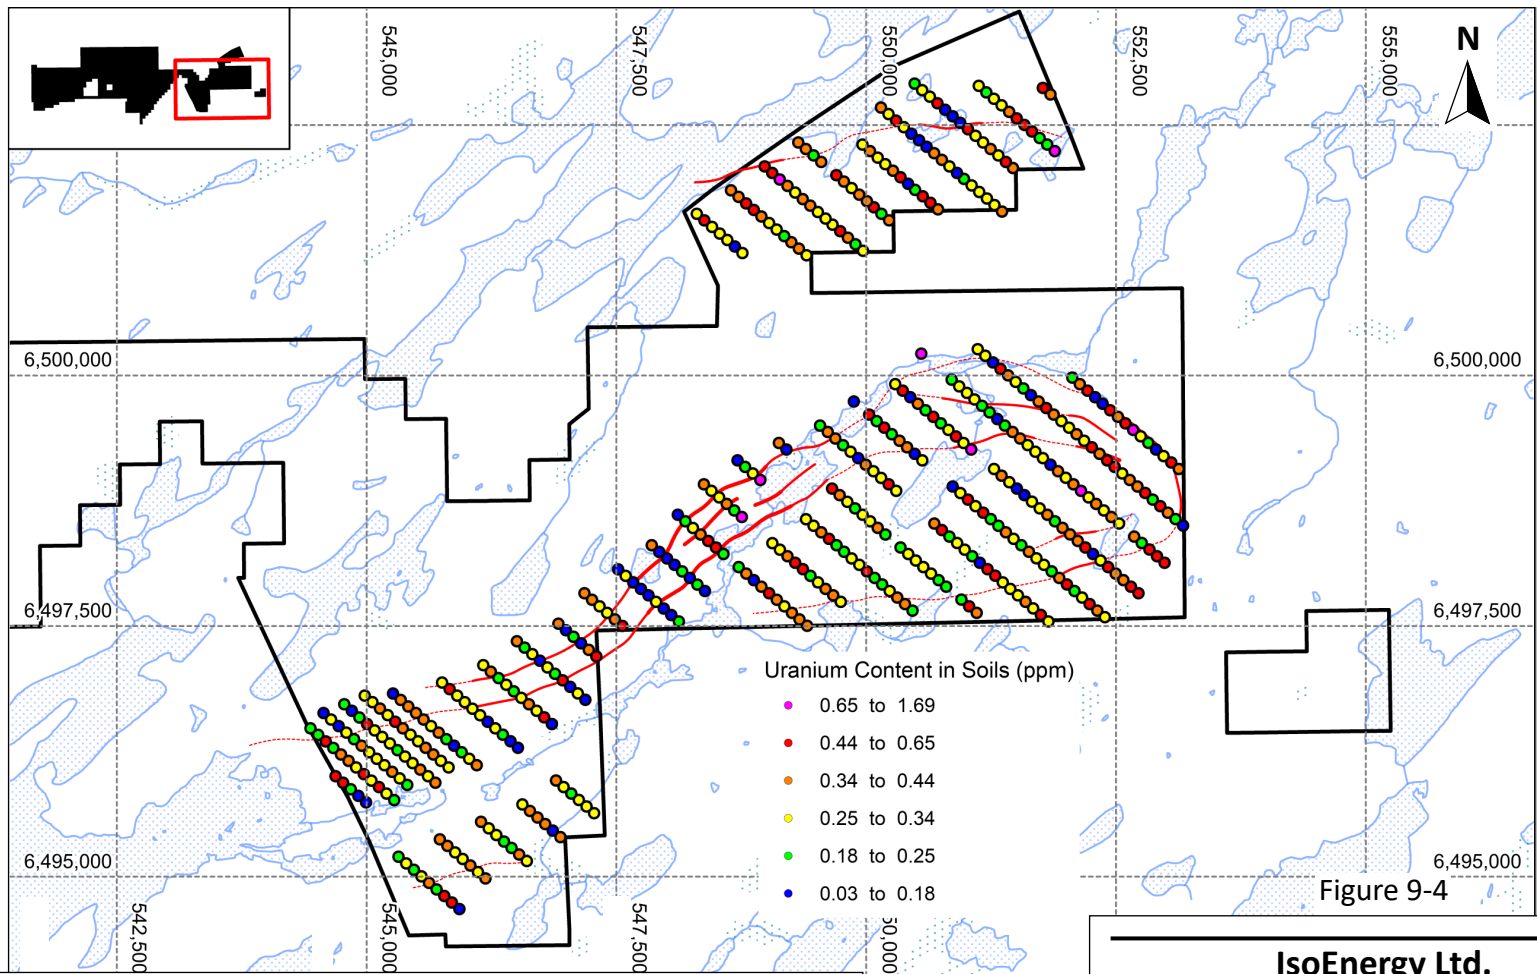 545,000
547,500
550,000
552,500
555,000
N
6,500,000
6,500,000
6,497,500
6,497,500
Uranium Content in Soils (ppm)
0.65 to 1.69
0.44 to 0.65
0.34 to 0.44
0.25 to 0.34
0.18 to 0.25
0.03 to 0.18
6,495,000
6,495,000
Figure 9-4
542,500
545,000
547,500
50,000
IsoEnergy Ltd.